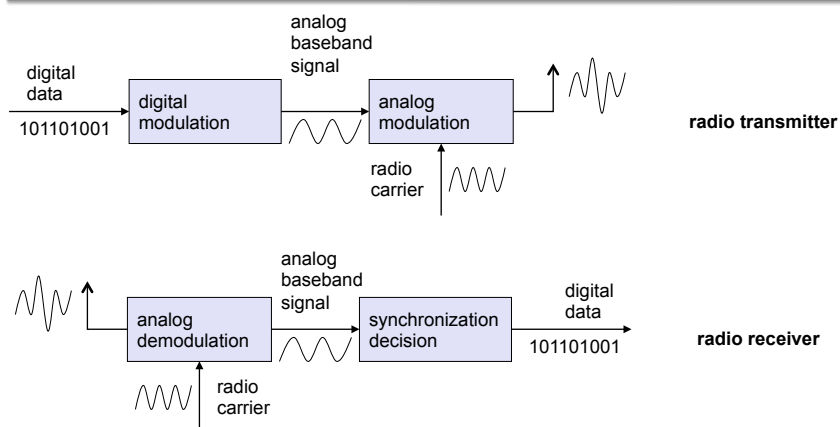 analog
baseband
signal
digital
data
101101001
digital
modulation
analog
modulation
radio
carrier
radio transmitter
analog
baseband
signal
analog
demodulation
synchronization
decision
digital
data
101101001
radio
carrier
radio receiver